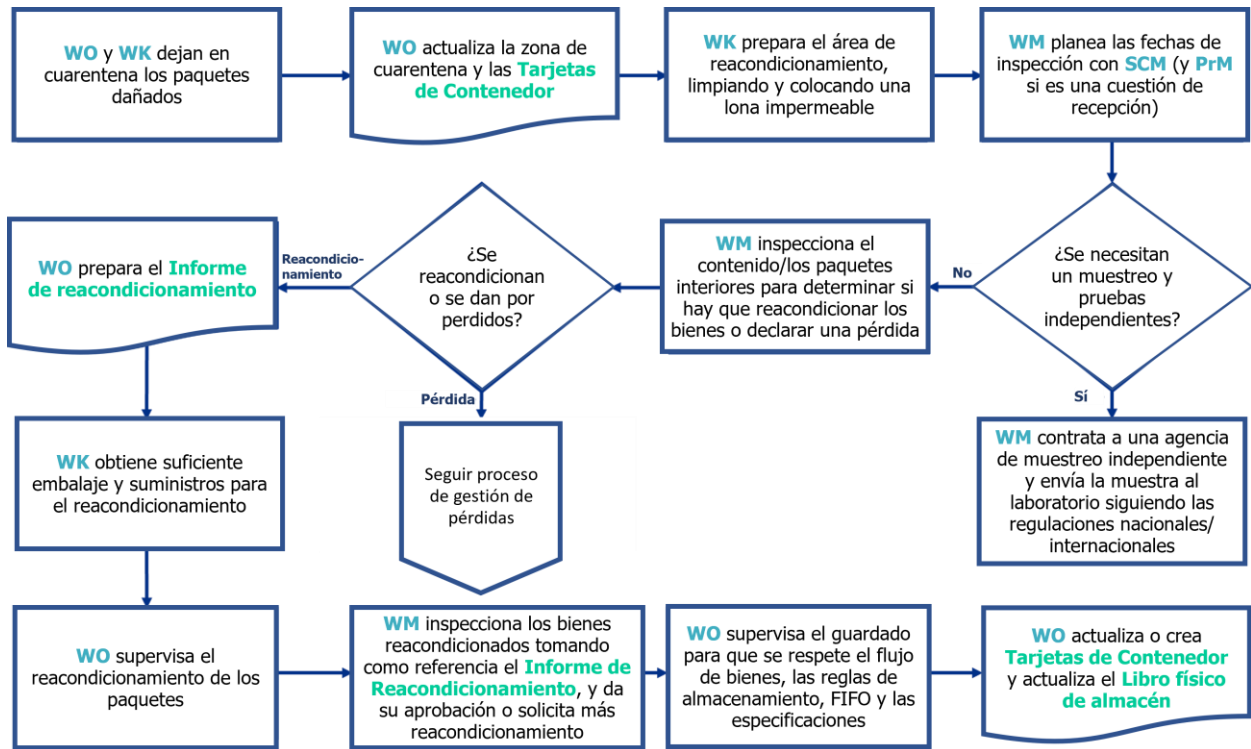 WO y WK dejan en
cuarentena los paquetes
dañados
WO actualiza la zona de
cuarentena y las Tarjetas
de Contenedor
WK prepara el área de
reacondicionamiento,
limpiando y colocando una
lona impermeable
WM planea las fechas de
inspección con SCM (y PrM
si es una cuestión de
recepción)
¿Se necesitan
un muestreo y
pruebas
independientes?
No
Sí
WM inspecciona el
contenido/los paquetes
interiores para determinar si
hay que reacondicionar los
bienes o declarar una pérdida
¿Se
reacondicionan
o se dan por
perdidos?
Reacondicio-
namiento
Pérdida
WO prepara el Informe
de reacondicionamiento
WK obtiene suficiente
embalaje y suministros para
el reacondicionamiento
Seguir proceso
de gestión de
pérdidas
WM contrata a una agencia
de muestreo independiente
y envía la muestra al
laboratorio siguiendo las
regulaciones nacionales/
internacionales
WO supervisa el
reacondicionamiento de los
paquetes
WM inspecciona los bienes
reacondicionados tomando
como referencia el Informe de
Reacondicionamiento, y da
su aprobación o solicita más
reacondicionamiento
WO supervisa el guardado
para que se respete el flujo
de bienes, las reglas de
almacenamiento, FIFO y las
especificaciones
WO actualiza o crea
Tarjetas de Contenedor
y actualiza el Libro físico
de almacén